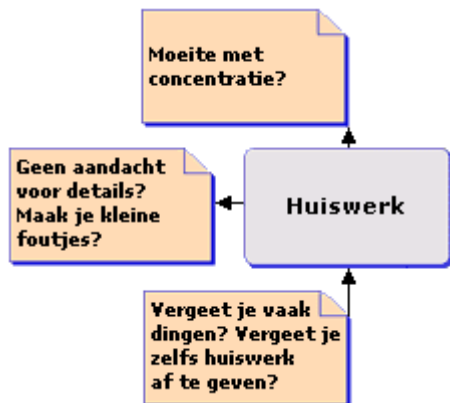 Moeite met
concentratie?
Geen aandacht
voor details?
Maak je kleine
foutjes?
Huiswerk
Vergeet je vaak
dingen? Vergeet je
zelfs huiswerk
af te geven?